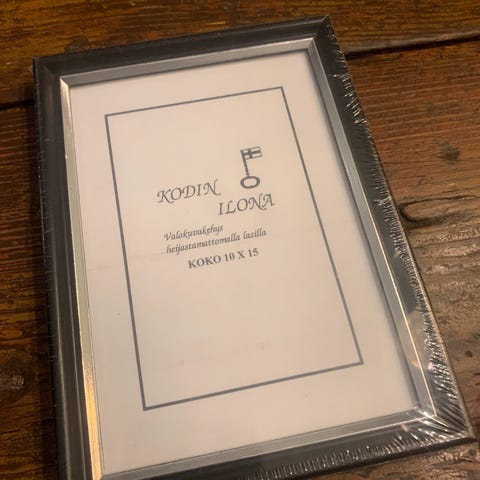 KODIN
ILONA
Valokuvakehys
heijastamattomalla lasilla
KOKO 10 X 15